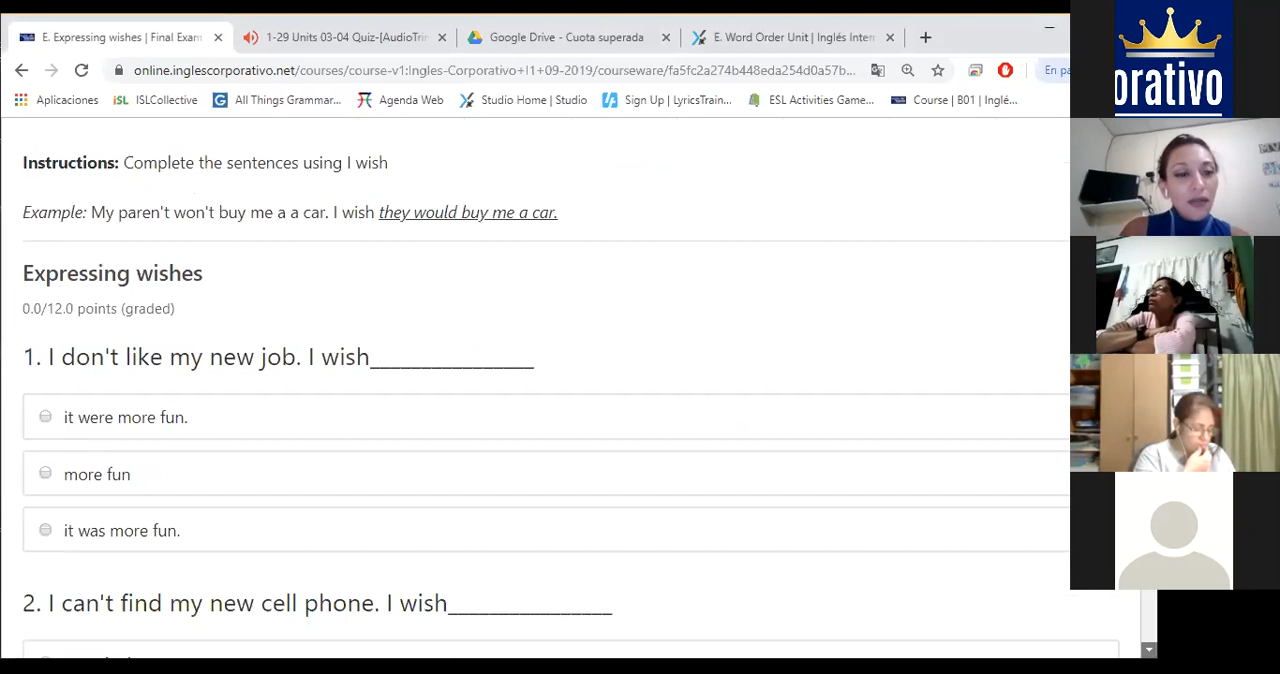 E. Expressing wishes | Final Exam
1-29 Units 03-04 Quiz-[AudioTrim
Google Drive - Cuota superada
E. Word Order Unit | Inglés Inter
online.inglescorporativo.net/courses/course-v1:Ingles-Corporativo+I1+09-2019/courseware/fa5fc2a274b448eda254d0a57b...
En pa
Aplicaciones
iSL ISLCollective
G All Things Grammar...
Agenda Web
Studio Home | Studio
Sign Up | LyricsTrain...
ESL Activities Game...
Course | B01 | Inglé...
orativo
Instructions: Complete the sentences using I wish
Example: My paren't won't buy me a a car. I wish they would buy me a car.
Expressing wishes
0.0/12.0 points (graded)
1. I don't like my new job. I wish_______________
it were more fun.
more fun
it was more fun.
2. I can't find my new cell phone. I wish_______________